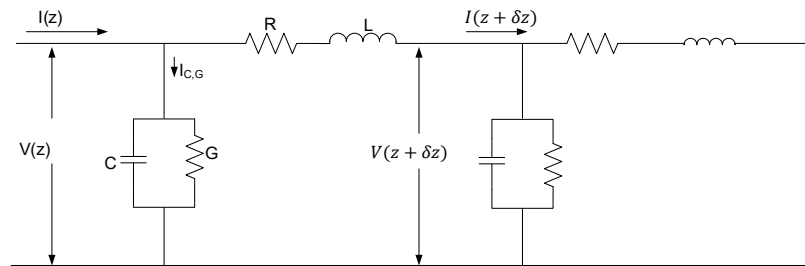 I(z)
R
L
I(z + δz)
I_{C,G}
V(z)
C
G
V(z + δz)